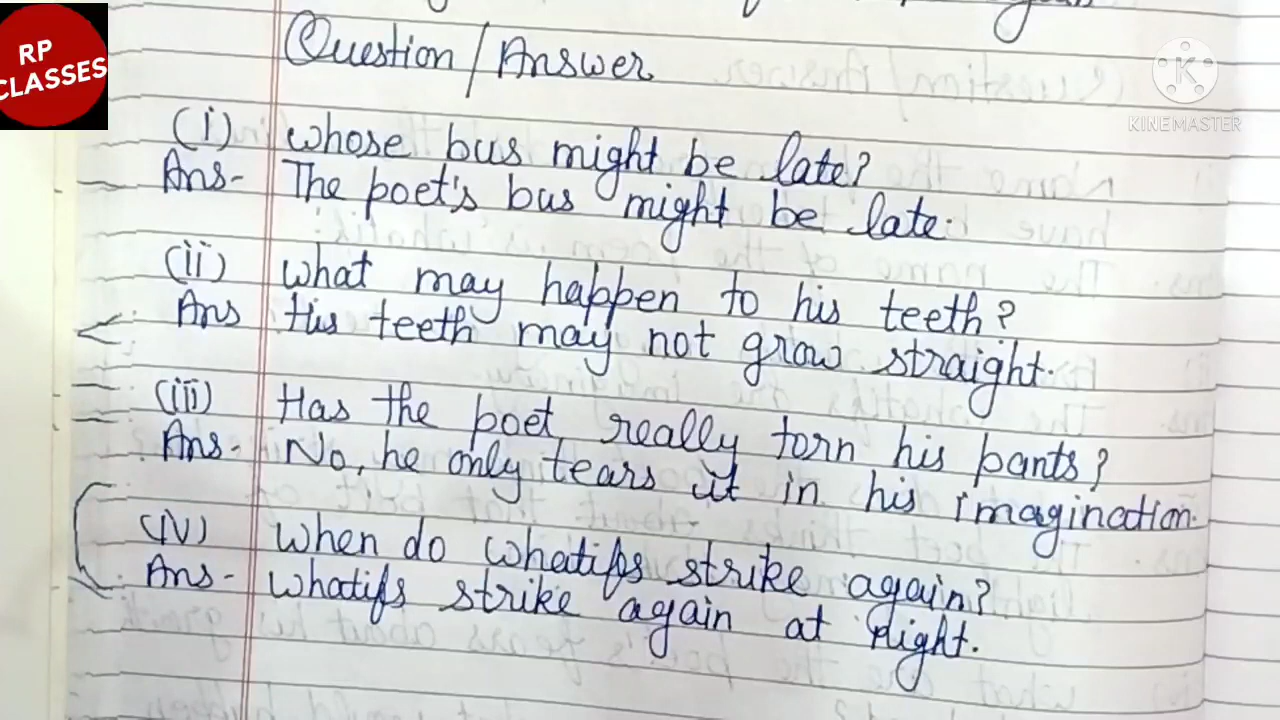 RP
CLASSES
KINEMASTER
Question/Answer
(i) whose bus might be late?
Ans- The poet's bus might be late.
(ii) what may happen to his teeth?
Ans His teeth may not grow straight.
(iii) Has the poet really torn his pants?
Ans- No, he only tears it in his imagination.
(iv) When do whatifs strike again?
Ans- whatifs strike again at Night.